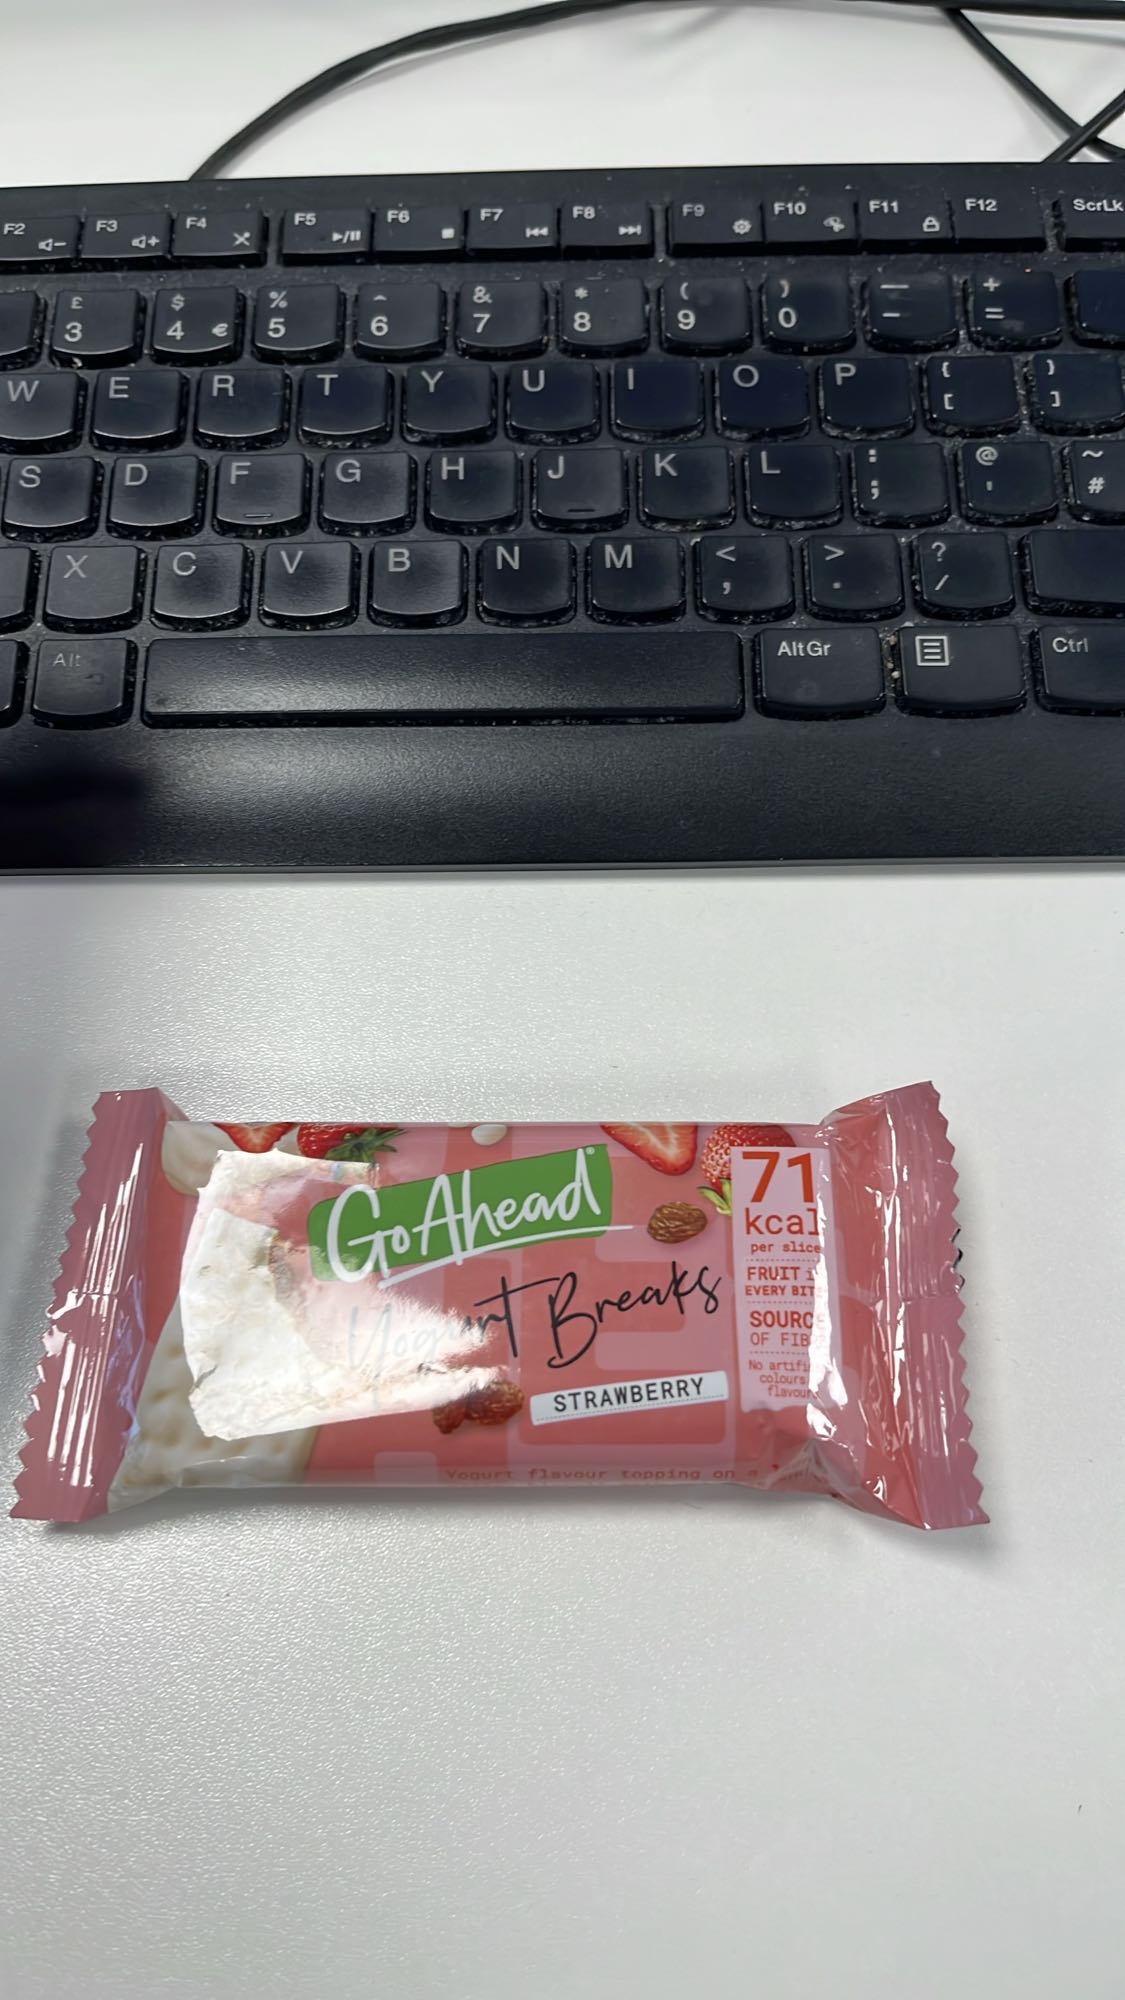 F2 F3 F4 F5 F6 F7 F8 F9 F10 F11 F12 ScrLk
£ $ % ^ & * ( ) — +
3 4 € 5 6 7 8 9 0 - =
W E R T Y U I O P { }
[ ]
S D F G H J K L : @ ~
; ' #
X C V B N M < > ?
, . /
Alt AltGr Ctrl
GoAhead®
Yogurt Breaks
STRAWBERRY
71
kcal
per slice
FRUIT
EVERY
SOURCE
OF
No
colours
flavour
Yogurt flavour topping on a